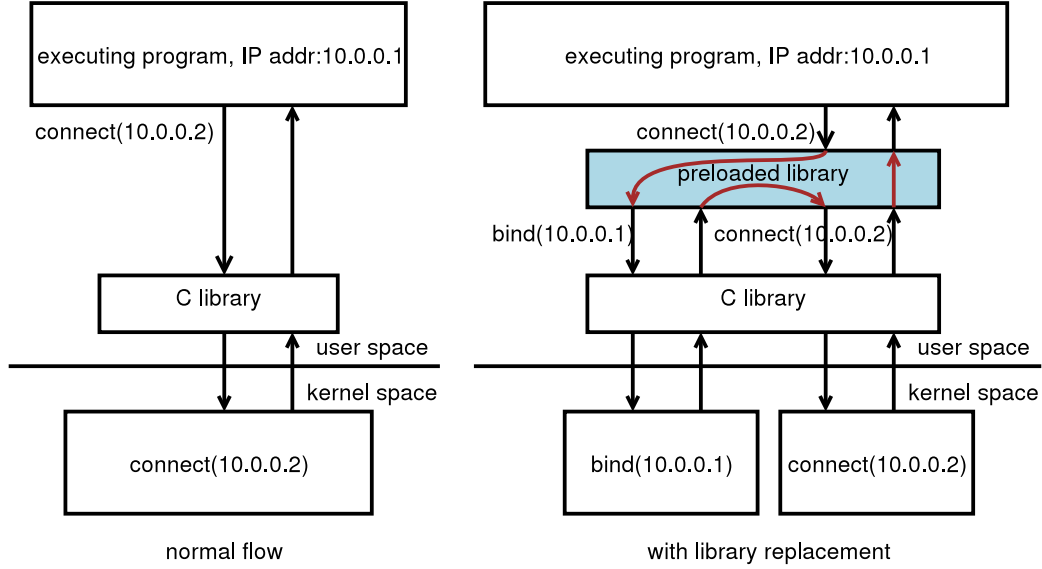 executing program, IP addr:10.0.0.1
connect(10.0.0.2)
C library
user space
kernel space
connect(10.0.0.2)
normal flow
executing program, IP addr:10.0.0.1
connect(10.0.0.2)
preloaded library
bind(10.0.0.1)
connect(10.0.0.2)
C library
user space
kernel space
bind(10.0.0.1)
connect(10.0.0.2)
with library replacement